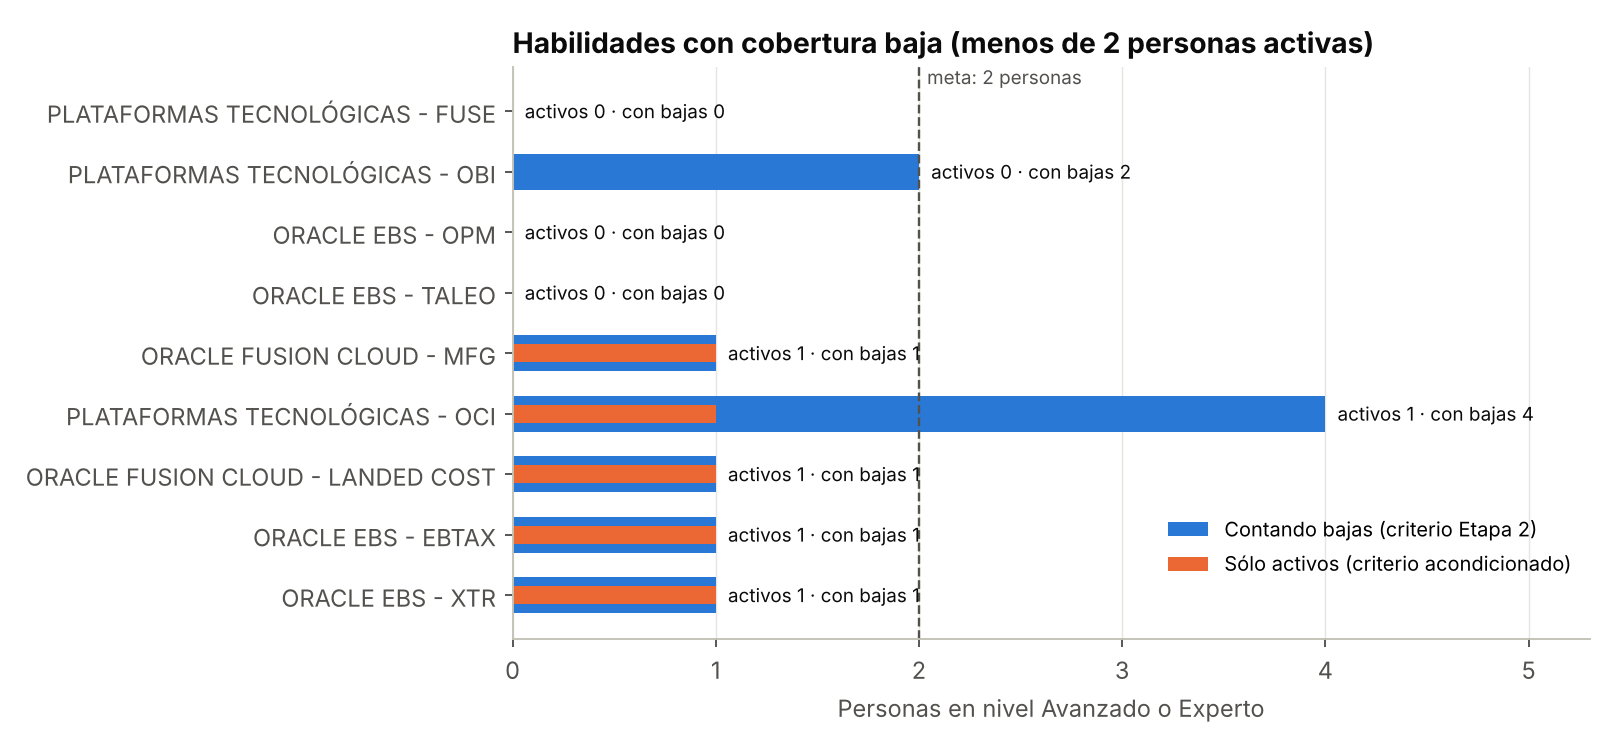 Habilidades con cobertura baja (menos de 2 personas activas)
meta: 2 personas
PLATAFORMAS TECNOLÓGICAS - FUSE
activos 0 · con bajas 0
PLATAFORMAS TECNOLÓGICAS - OBI
activos 0 · con bajas 2
ORACLE EBS - OPM
activos 0 · con bajas 0
ORACLE EBS - TALEO
activos 0 · con bajas 0
ORACLE FUSION CLOUD - MFG
activos 1 · con bajas 1
PLATAFORMAS TECNOLÓGICAS - OCI
activos 1 · con bajas 4
ORACLE FUSION CLOUD - LANDED COST
activos 1 · con bajas 1
ORACLE EBS - EBTAX
activos 1 · con bajas 1
ORACLE EBS - XTR
activos 1 · con bajas 1
Contando bajas (criterio Etapa 2)
Sólo activos (criterio acondicionado)
0 1 2 3 4 5
Personas en nivel Avanzado o Experto